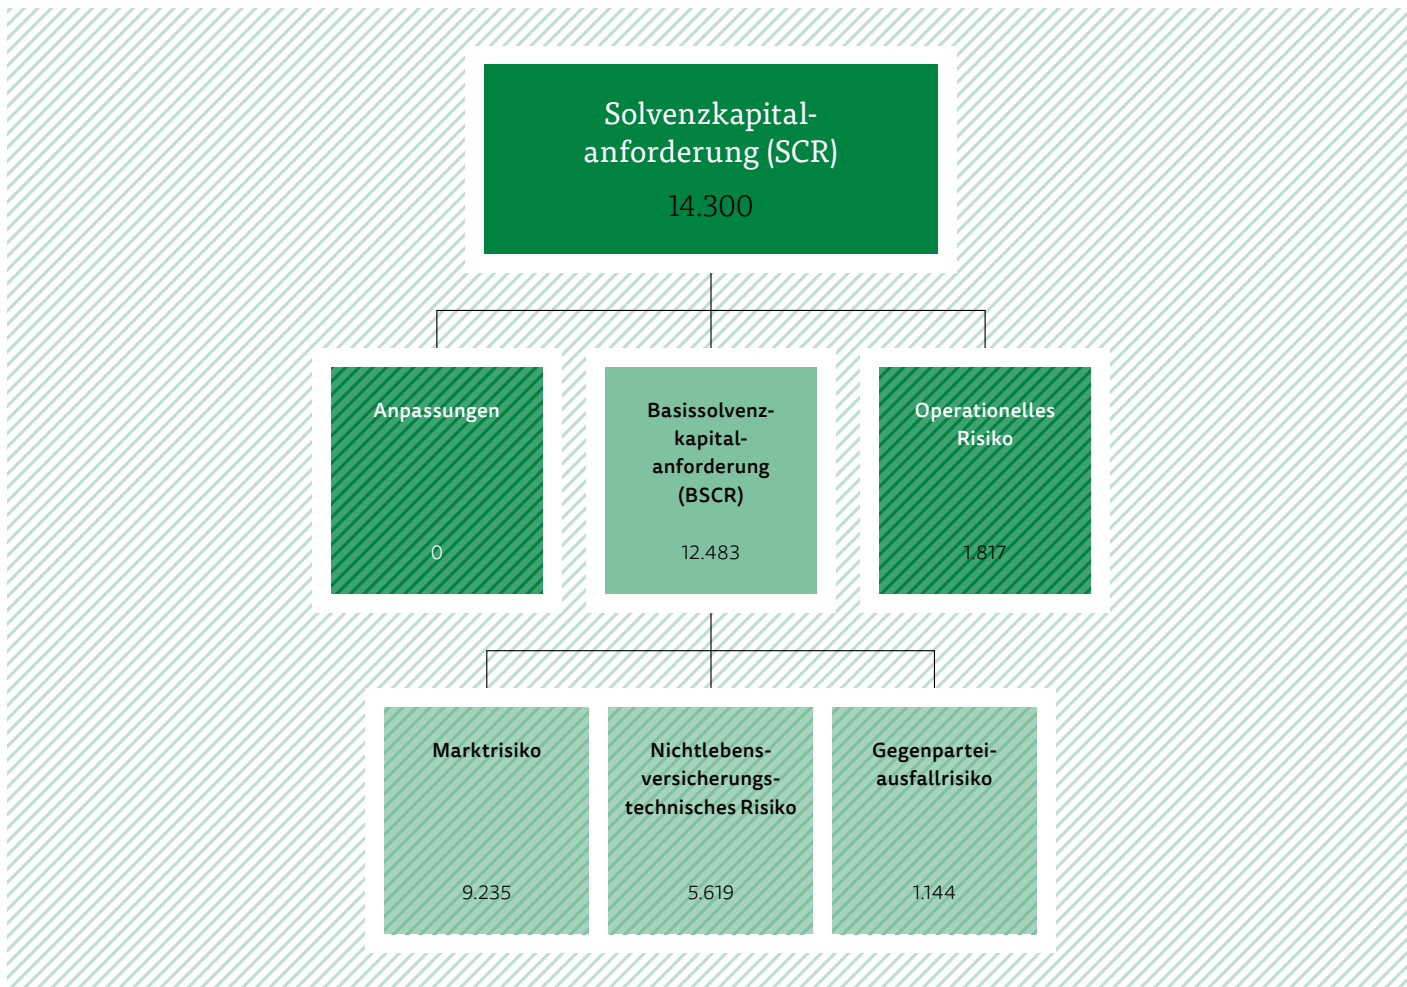 Solvenzkapital-
anforderung (SCR)
14.300
Anpassungen
0
Basissolvenz-
kapital-
anforderung
(BSCR)
12.483
Operationelles
Risiko
1.817
Marktrisiko
9.235
Nichtlebens-
versicherungs-
technisches Risiko
5.619
Gegenpartei-
ausfallrisiko
1.144